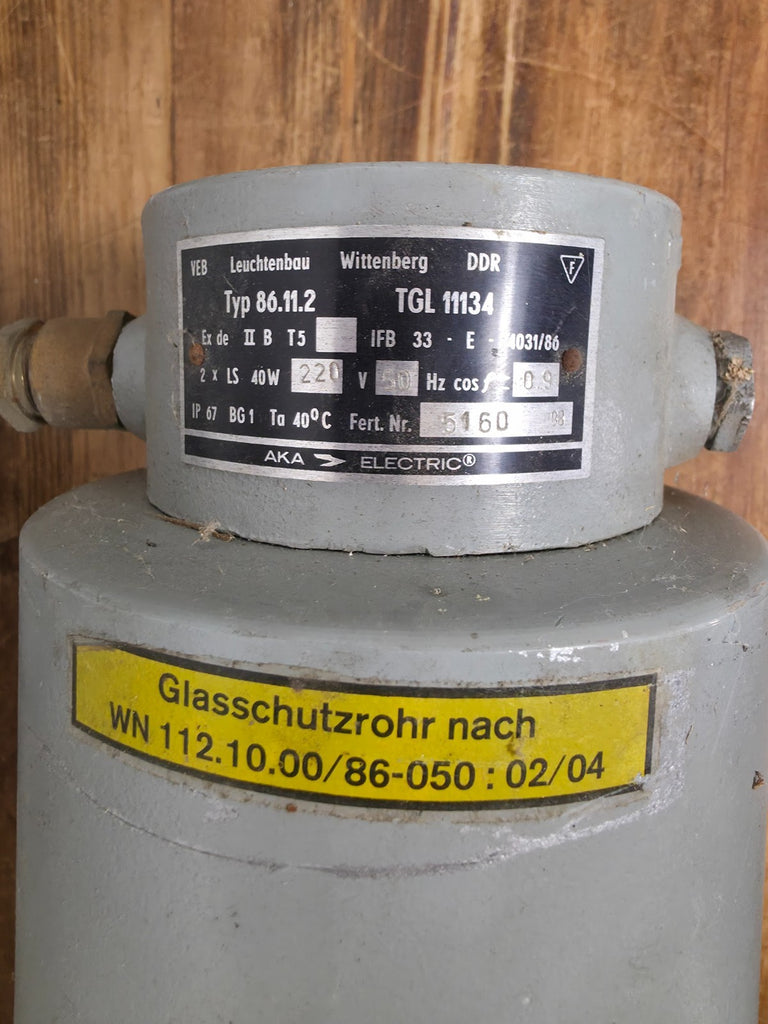 VEB Leuchtenbau Wittenberg DDR F
Typ 86.11.2 TGL 11134
Ex de II B T5 IFB 33 - E - 4031/86
2 x LS 40W 220 V 50 Hz cos φ = 0.9
IP 67 BG1 Ta 40°C Fert. Nr. 5160
AKA ELECTRIC®
Glasschutzrohr nach
WN 112.10.00/86-050 : 02/04